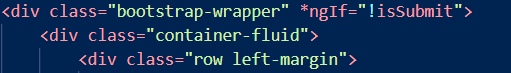 <div class="bootstrap-wrapper" *ngIf="!isSubmit">
<div class="container-fluid">
<div class="row left-margin">